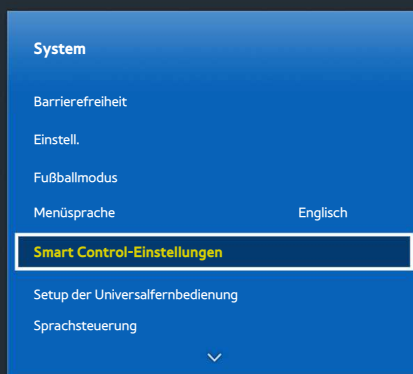 System
Barrierefreiheit
Einstell.
Fußballmodus
Menüsprache Englisch
Smart Control-Einstellungen
Setup der Universalfernbedienung
Sprachsteuerung